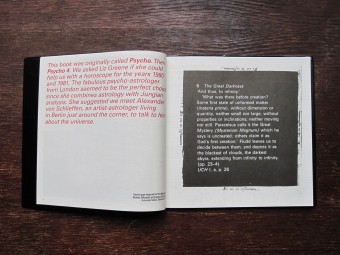 This book was originally called Psycho. Then
Psycho 4. We asked Liz Greene if she could
help us with a horoscope for the years 1980
and 1981. The fabulous psycho-astrologer
from London seemed to be the perfect choice
since she combines astrology with Jungian
analysis. She suggested we meet Alexander
von Schlieffen, an artist-astrologer living
in Berlin just around the corner, to talk to him
about the universe.
The Great Darkness
And thus, to infinity
What was there before creation?
Some first state of unformed matter
(materia prima), without dimension or
quantity, neither small nor large, without
properties or inclinations, neither moving
nor still. Paracelsus calls it the Great
Mystery (Mysterium Magnum) which he
says is uncreated; others claim it as
God's first creation. Fludd leaves us to
decide between them, and depicts it as
the blackest of clouds, the darkest
abyss, extending from infinity to infinity.
(pp. 23-4)
UCH I, a, p. 26